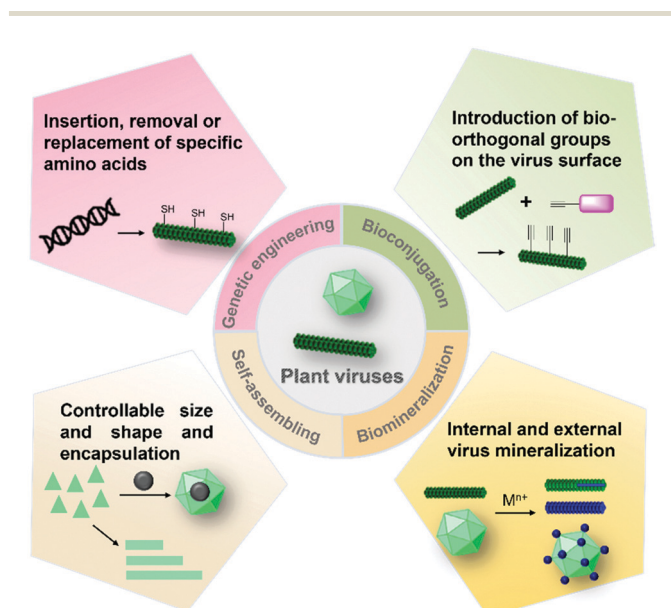 Insertion, removal or
replacement of specific
amino acids
SH
SH
SH
Introduction of bio-
orthogonal groups
on the virus surface
+
Genetic engineering
Bioconjugation
Plant viruses
Self-assembling
Biomineralization
Controllable size
and shape and
encapsulation
Internal and external
virus mineralization
Mⁿ⁺